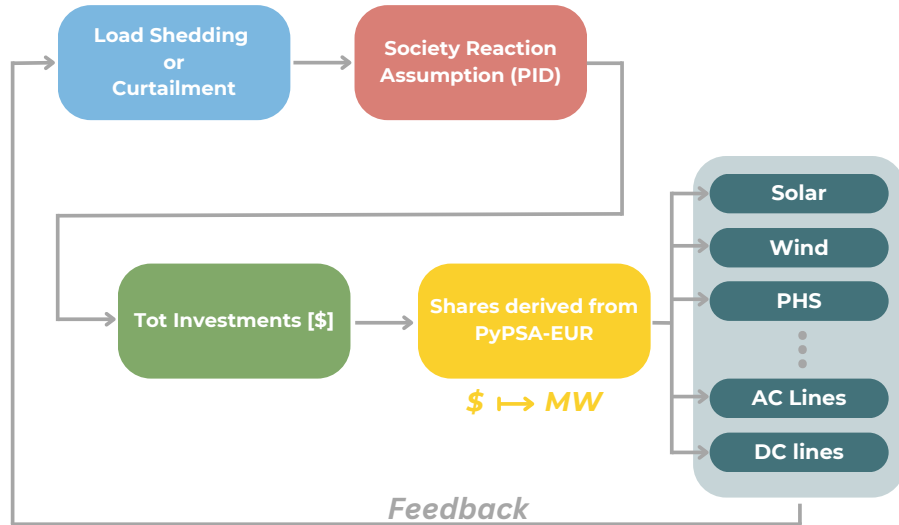 Load Shedding
or
Curtailment
Society Reaction
Assumption (PID)
Tot Investments [$]
Shares derived from
PyPSA-EUR
$ ↦ MW
Solar
Wind
PHS
AC Lines
DC lines
Feedback